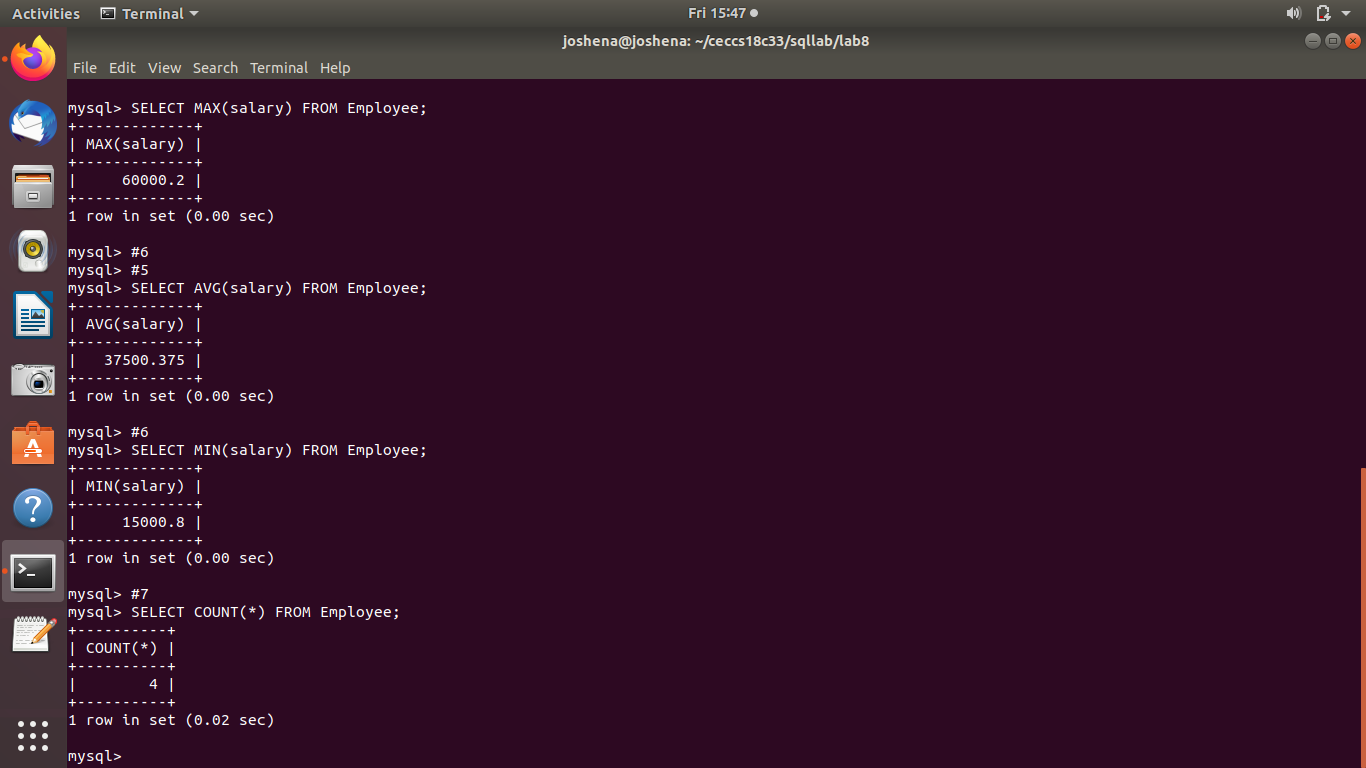 Activities Terminal Fri 15:47
joshena@joshena: ~/ceccs18c33/sqllab/lab8
File Edit View Search Terminal Help
mysql> SELECT MAX(salary) FROM Employee;
+-------------+
| MAX(salary) |
+-------------+
|     60000.2 |
+-------------+
1 row in set (0.00 sec)
mysql> #6
mysql> #5
mysql> SELECT AVG(salary) FROM Employee;
+-------------+
| AVG(salary) |
+-------------+
|   37500.375 |
+-------------+
1 row in set (0.00 sec)
mysql> #6
mysql> SELECT MIN(salary) FROM Employee;
+-------------+
| MIN(salary) |
+-------------+
|     15000.8 |
+-------------+
1 row in set (0.00 sec)
mysql> #7
mysql> SELECT COUNT(*) FROM Employee;
+----------+
| COUNT(*) |
+----------+
|        4 |
+----------+
1 row in set (0.02 sec)
mysql>